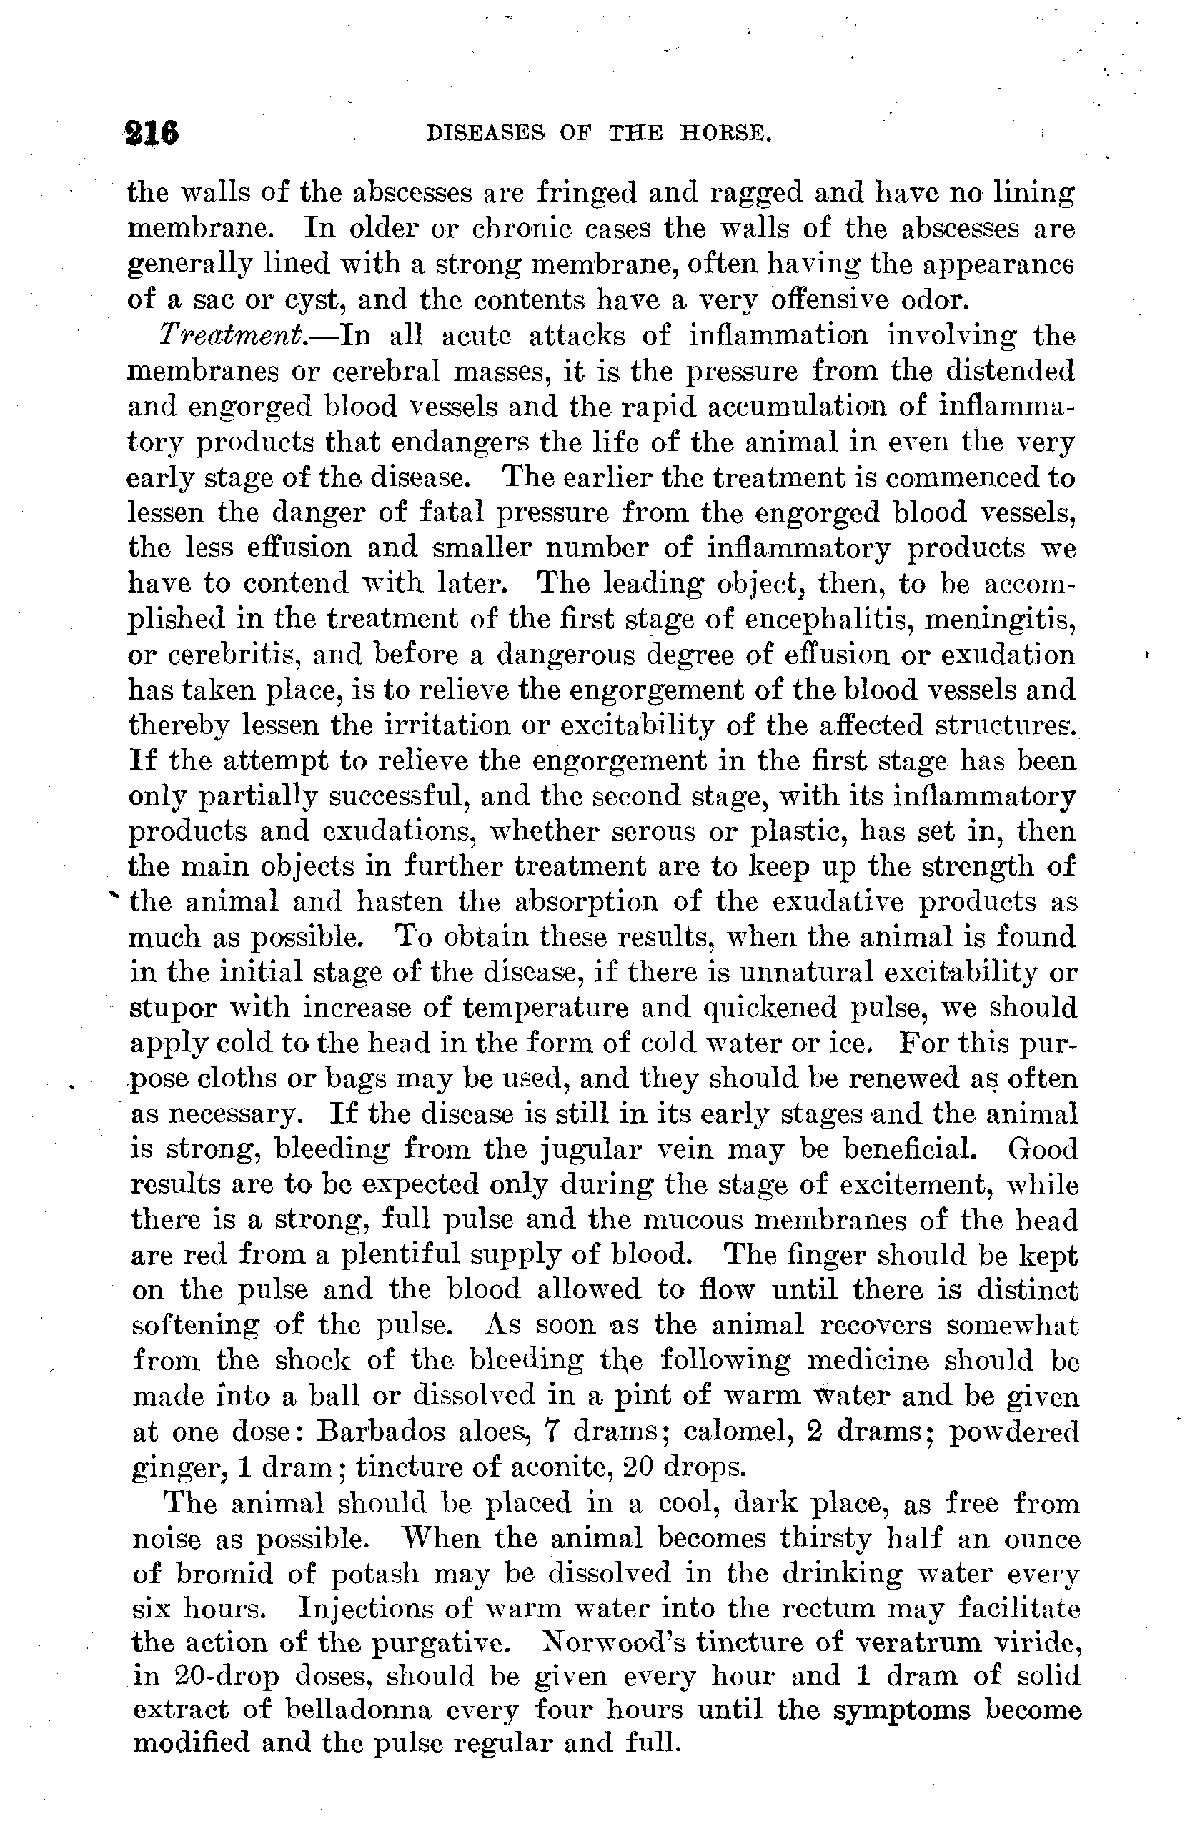 216 DISEASES OF THE HORSE.
the walls of the abscesses are fringed and ragged and have no lining
membrane. In older or chronic cases the walls of the abscesses are
generally lined with a strong membrane, often having the appearance
of a sac or cyst, and the contents have a very offensive odor.
Treatment.—In all acute attacks of inflammation involving the
membranes or cerebral masses, it is the pressure from the distended
and engorged blood vessels and the rapid accumulation of inflamma-
tory products that endangers the life of the animal in even the very
early stage of the disease. The earlier the treatment is commenced to
lessen the danger of fatal pressure from the engorged blood vessels,
the less effusion and smaller number of inflammatory products we
have to contend with later. The leading object, then, to be accom-
plished in the treatment of the first stage of encephalitis, meningitis,
or cerebritis, and before a dangerous degree of effusion or exudation
has taken place, is to relieve the engorgement of the blood vessels and
thereby lessen the irritation or excitability of the affected structures.
If the attempt to relieve the engorgement in the first stage has been
only partially successful, and the second stage, with its inflammatory
products and exudations, whether serous or plastic, has set in, then
the main objects in further treatment are to keep up the strength of
the animal and hasten the absorption of the exudative products as
much as possible. To obtain these results, when the animal is found
in the initial stage of the disease, if there is unnatural excitability or
stupor with increase of temperature and quickened pulse, we should
apply cold to the head in the form of cold water or ice. For this pur-
pose cloths or bags may be used, and they should be renewed as often
as necessary. If the disease is still in its early stages and the animal
is strong, bleeding from the jugular vein may be beneficial. Good
results are to be expected only during the stage of excitement, while
there is a strong, full pulse and the mucous membranes of the head
are red from a plentiful supply of blood. The finger should be kept
on the pulse and the blood allowed to flow until there is distinct
softening of the pulse. As soon as the animal recovers somewhat
from the shock of the bleeding the following medicine should be
made into a ball or dissolved in a pint of warm water and be given
at one dose: Barbados aloes, 7 drams; calomel, 2 drams; powdered
ginger, 1 dram; tincture of aconite, 20 drops.
The animal should be placed in a cool, dark place, as free from
noise as possible. When the animal becomes thirsty half an ounce
of bromid of potash may be dissolved in the drinking water every
six hours. Injections of warm water into the rectum may facilitate
the action of the purgative. Norwood's tincture of veratrum viride,
in 20-drop doses, should be given every hour and 1 dram of solid
extract of belladonna every four hours until the symptoms become
modified and the pulse regular and full.